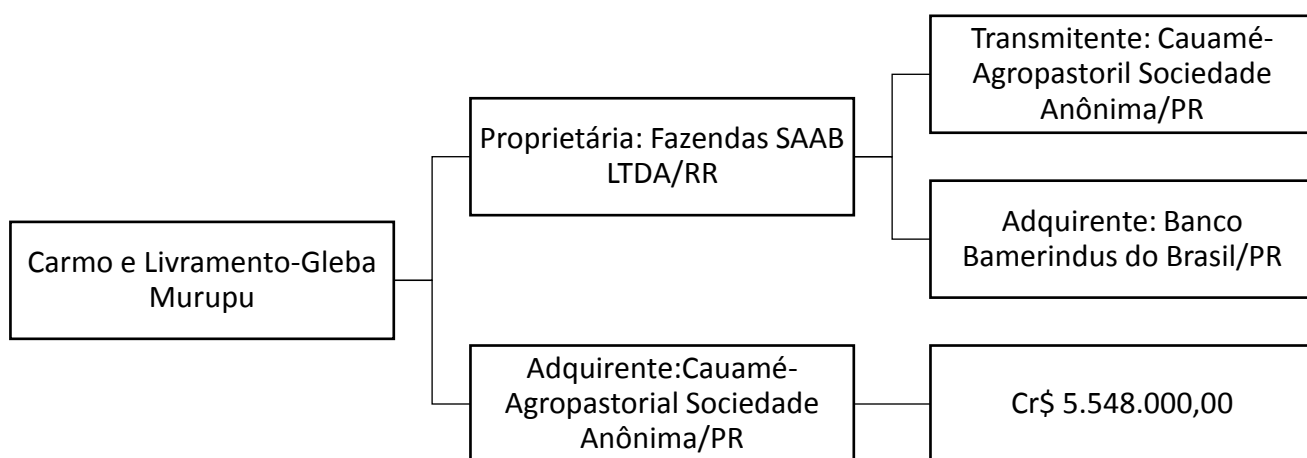 Carmo e Livramento-Gleba
Murupu
Proprietária: Fazendas SAAB
LTDA/RR
Transmitente: Cauamé-
Agropastoril Sociedade
Anônima/PR
Adquirente: Banco
Bamerindus do Brasil/PR
Adquirente:Cauamé-
Agropastorial Sociedade
Anônima/PR
Cr$ 5.548.000,00